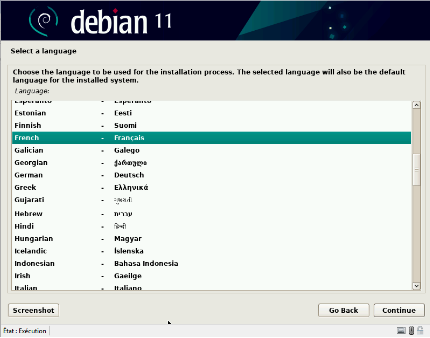 debian 11
Select a language
Choose the language to be used for the installation process. The selected language will also be the default
language for the installed system.
Language:
Esperanto - Esperanto
Estonian - Eesti
Finnish - Suomi
French - Français
Galician - Galego
Georgian - ქართული
German - Deutsch
Greek - Ελληνικά
Gujarati - ગુજરાતી
Hebrew - עברית
Hindi - हिन्दी
Hungarian - Magyar
Icelandic - Íslenska
Indonesian - Bahasa Indonesia
Irish - Gaeilge
Italian - Italiano
Screenshot Go Back Continue
État : Exécution